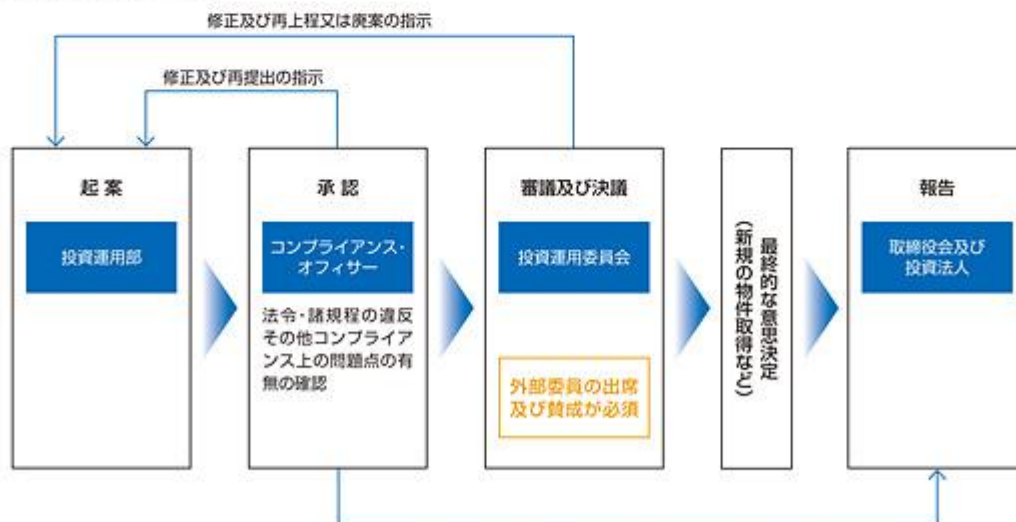 修正及び再上程又は廃案の指示
修正及び再提出の指示
起案
投資運用部
承認
コンプライアンス・
オフィサー
法令・諸規程の違反
その他コンプライア
ンス上の問題点の有
無の確認
審議及び決議
投資運用委員会
外部委員の出席
及び賛成が必須
最終的な意思決定
(新規の物件取得など)
報告
取締役会及び
投資法人